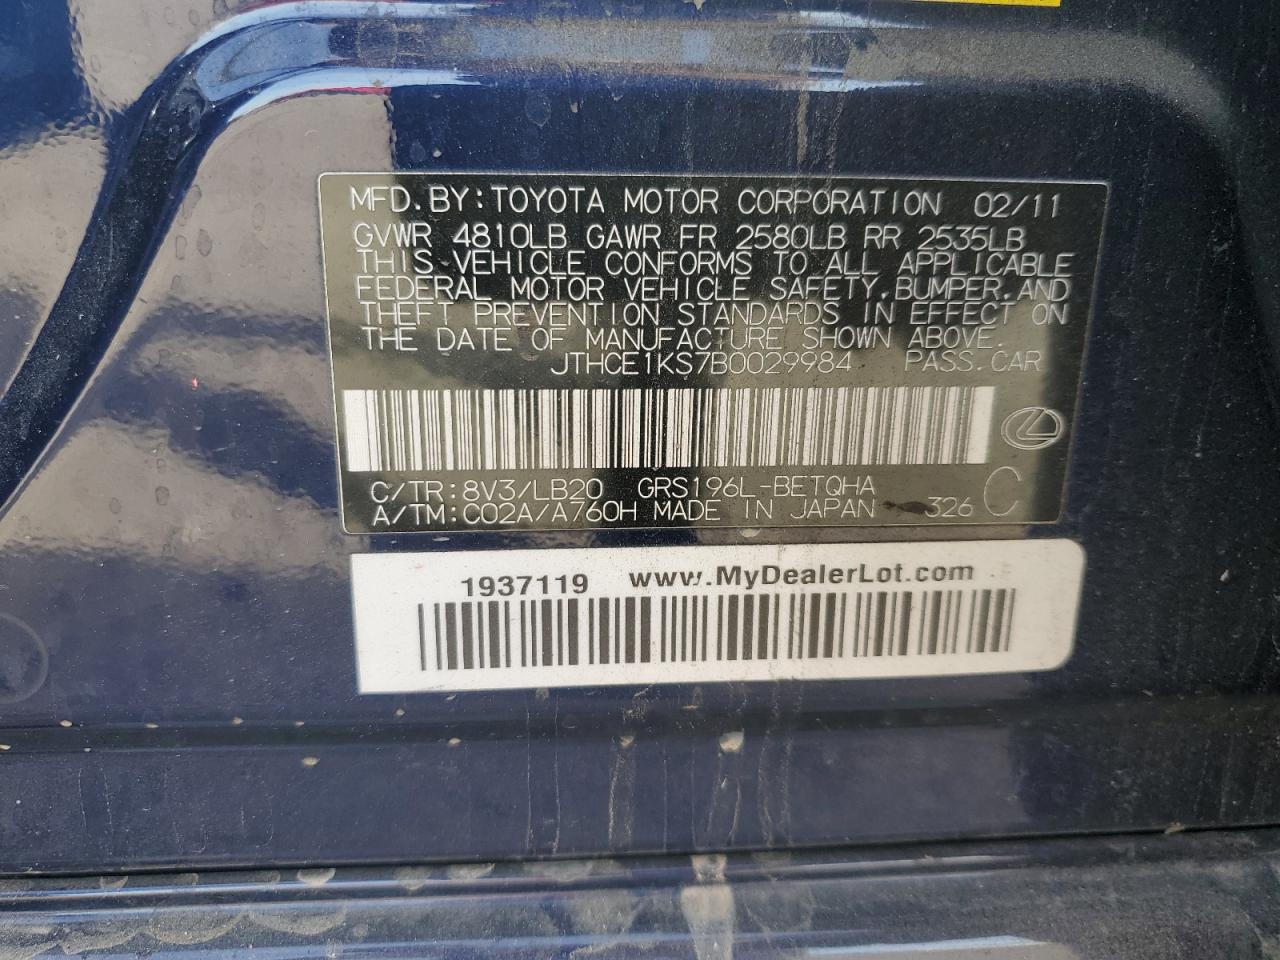 MFD.BY:TOYOTA MOTOR CORPORATION 02/11
GVWR 4810LB GAWR FR 2580LB RR 2535LB
THIS VEHICLE CONFORMS TO ALL APPLICABLE
FEDERAL MOTOR VEHICLE SAFETY,BUMPER,AND
THEFT PREVENTION STANDARDS IN EFFECT ON
THE DATE OF MANUFACTURE SHOWN ABOVE.
JTHCE1KS7B0029984 PASS.CAR
C/TR:8V3/LB20 GRS196L-BETQHA
A/TM:C02A/A760H MADE IN JAPAN 326 C
1937119 www.MyDealerLot.com